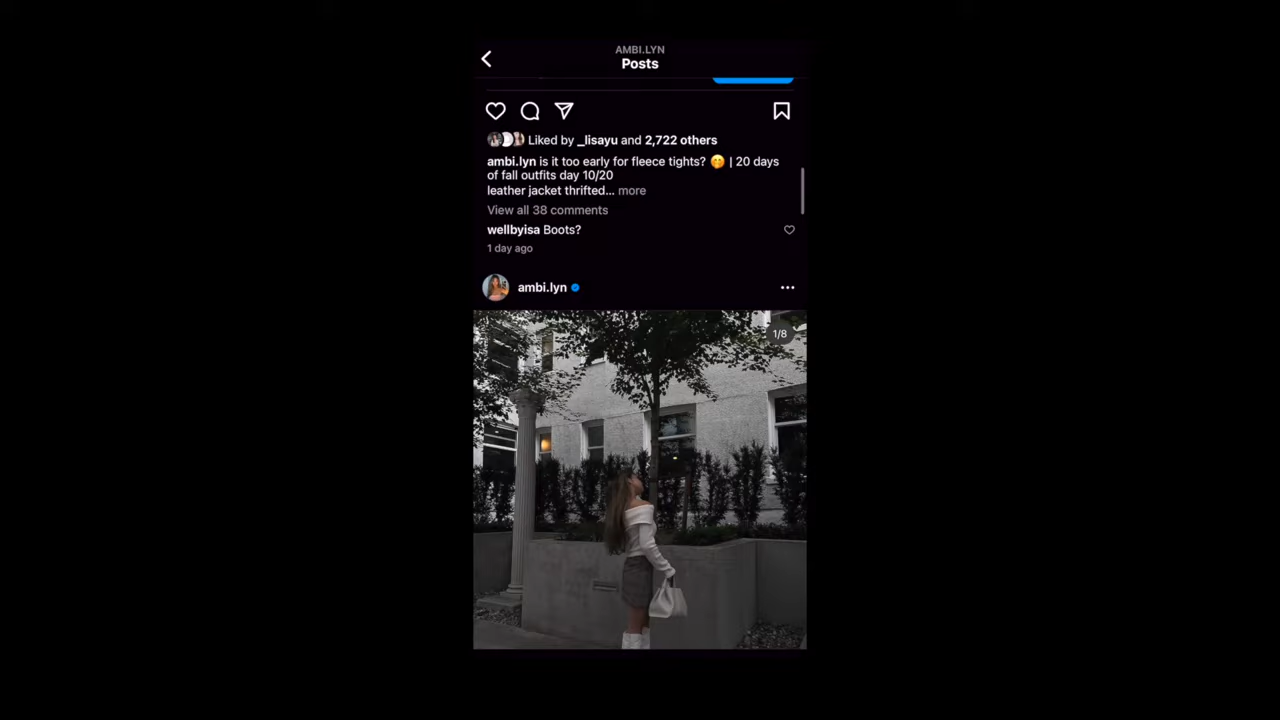 AMBI.LYN
Posts
Liked by _lisayu and 2,722 others
ambi.lyn is it too early for fleece tights? 🤭 | 20 days
of fall outfits day 10/20
leather jacket thrifted... more
View all 38 comments
wellbyisa Boots?
1 day ago
ambi.lyn
1/8